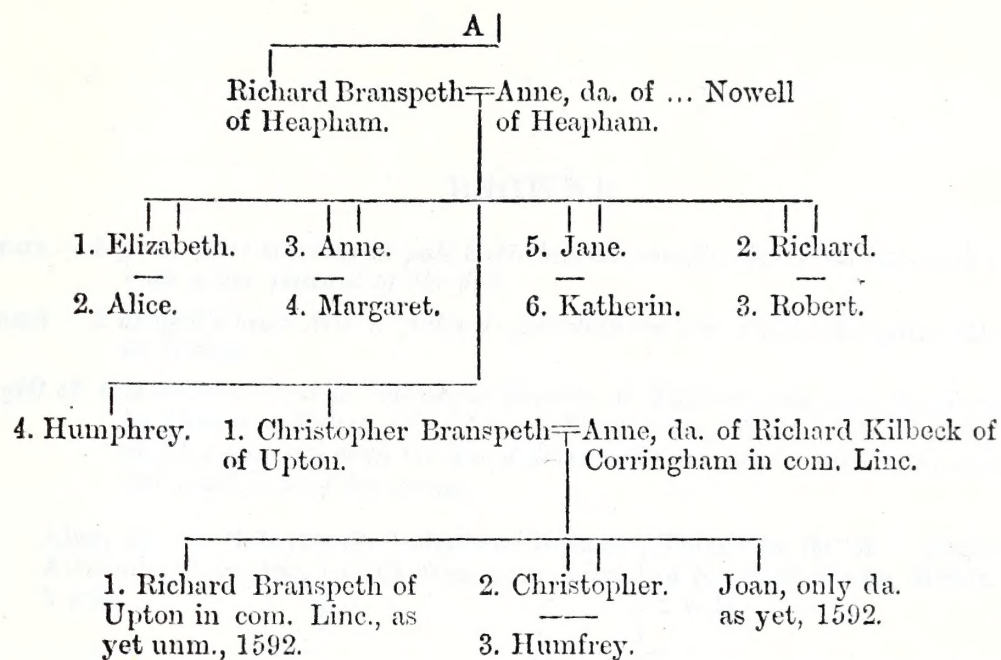 A
Richard Branspeth=Anne, da. of ... Nowell
of Heapham. of Heapham.
1. Elizabeth. 3. Anne. 5. Jane. 2. Richard.
2. Alice. 4. Margaret. 6. Katherin. 3. Robert.
4. Humphrey. 1. Christopher Branspeth=Anne, da. of Richard Kilbeck of
of Upton. Corringham in com. Linc.
1. Richard Branspeth of 2. Christopher. Joan, only da.
Upton in com. Linc., as as yet, 1592.
yet unm., 1592. 3. Humfrey.